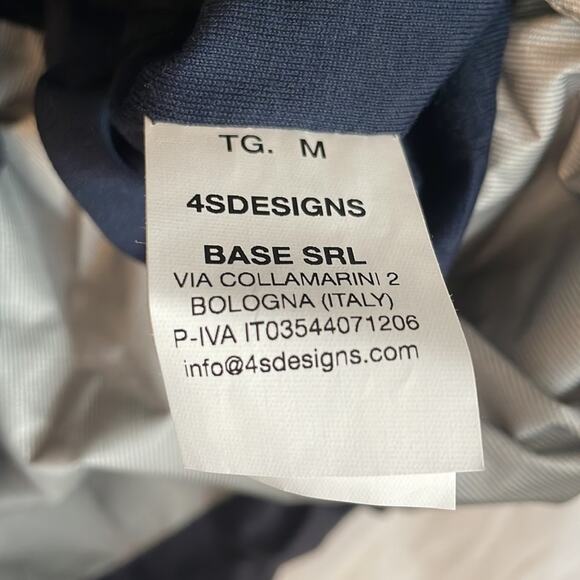 TG. M
4SDESIGNS
BASE SRL
VIA COLLAMARINI 2
BOLOGNA (ITALY)
P-IVA IT03544071206
info@4sdesigns.com